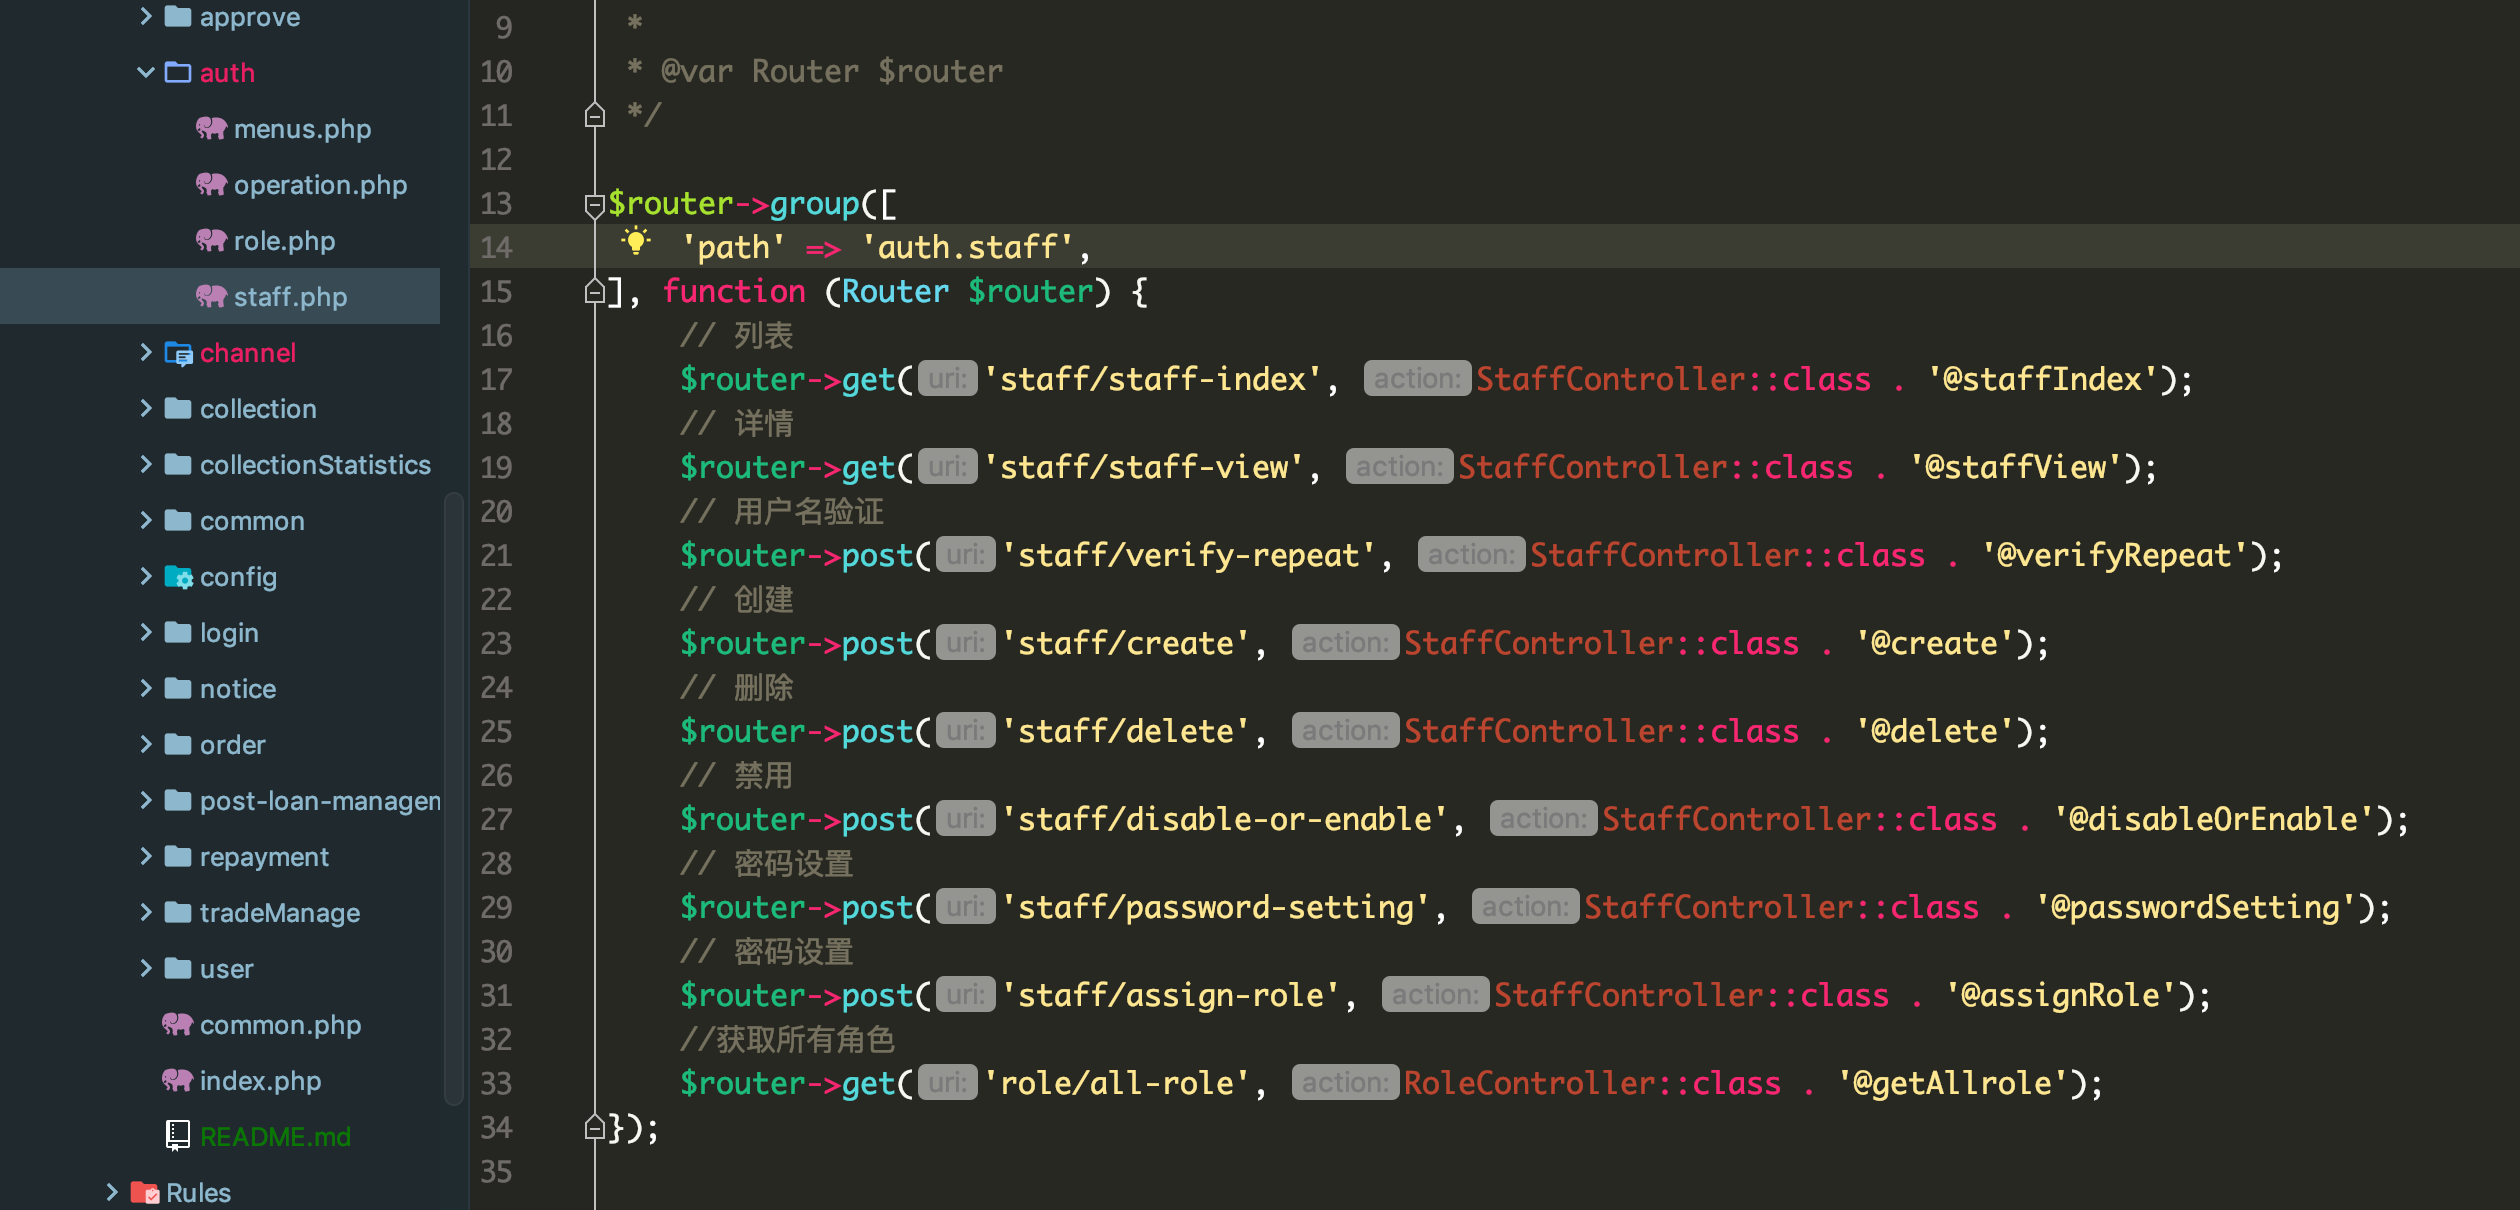 approve
auth
menus.php
operation.php
role.php
staff.php
channel
collection
collectionStatistics
common
config
login
notice
order
post-loan-managem
repayment
tradeManage
user
common.php
index.php
README.md
Rules
9 *
10 * @var Router $router
11 */
12
13 $router->group([
14 'path' => 'auth.staff',
15 ], function (Router $router) {
16 // 列表
17 $router->get( uri: 'staff/staff-index', action: StaffController::class . '@staffIndex');
18 // 详情
19 $router->get( uri: 'staff/staff-view', action: StaffController::class . '@staffView');
20 // 用户名验证
21 $router->post( uri: 'staff/verify-repeat', action: StaffController::class . '@verifyRepeat');
22 // 创建
23 $router->post( uri: 'staff/create', action: StaffController::class . '@create');
24 // 删除
25 $router->post( uri: 'staff/delete', action: StaffController::class . '@delete');
26 // 禁用
27 $router->post( uri: 'staff/disable-or-enable', action: StaffController::class . '@disableOrEnable');
28 // 密码设置
29 $router->post( uri: 'staff/password-setting', action: StaffController::class . '@passwordSetting');
30 // 密码设置
31 $router->post( uri: 'staff/assign-role', action: StaffController::class . '@assignRole');
32 //获取所有角色
33 $router->get( uri: 'role/all-role', action: RoleController::class . '@getAllrole');
34 });
35